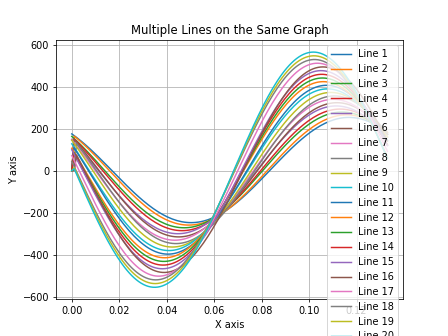 Multiple Lines on the Same Graph
600
400
200
0
−200
−400
−600
Y axis
0.00
0.02
0.04
0.06
0.08
0.10
X axis
Line 1
Line 2
Line 3
Line 4
Line 5
Line 6
Line 7
Line 8
Line 9
Line 10
Line 11
Line 12
Line 13
Line 14
Line 15
Line 16
Line 17
Line 18
Line 19
Line 20